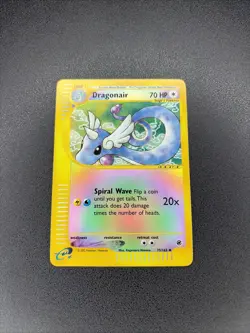 Dragonair 70 HP
Spiral Wave Flip a coin
until you get tails. This
attack does 20 damage
times the number of heads.
20x
weakness resistance retreat cost
e